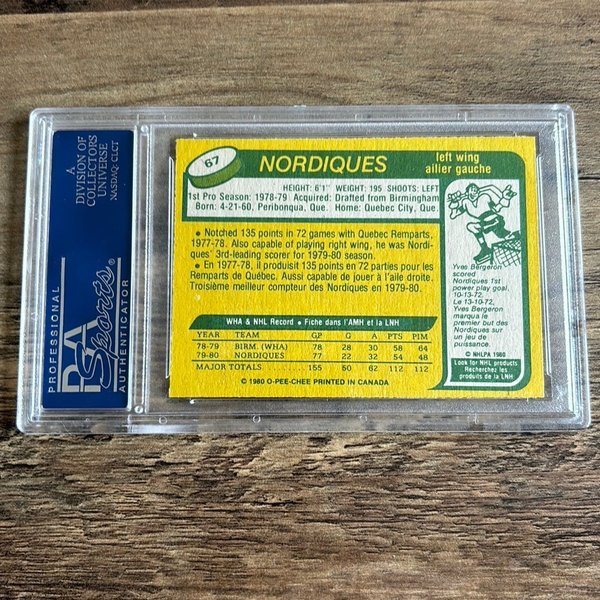 A
DIVISION OF
COLLECTORS
UNIVERSE
NASDAQ: CLCT
PROFESSIONAL
PSA
Sports®
AUTHENTICATOR
67
NORDIQUES
left wing
ailier gauche
HEIGHT: 6'1" WEIGHT: 195 SHOOTS: LEFT
1st Pro Season: 1978-79 Acquired: Drafted from Birmingham
Born: 4-21-60, Peribonqua, Que. Home: Quebec City, Que.
• Notched 135 points in 72 games with Quebec Remparts,
1977-78. Also capable of playing right wing, he was Nordi-
ques' 3rd-leading scorer for 1979-80 season.
• En 1977-78, il produisit 135 points en 72 parties pour les
Remparts de Québec. Aussi capable de jouer à l'aile droite.
Troisième meilleur compteur des Nordiques en 1979-80.
WHA & NHL Record • Fiche dans l'AMH et la LNH
YEAR TEAM GP G A PTS PIM
78-79 BIRM. (WHA) 78 28 30 58 64
79-80 NORDIQUES 77 22 32 54 48
MAJOR TOTALS 155 50 62 112 112
© 1980 O-PEE-CHEE PRINTED IN CANADA
Yves Bergeron
scored
Nordiques 1st
power play goal,
10-13-72.
Le 13-10-72,
Yves Bergeron
marqua le
premier but des
Nordiques sur
un jeu de
puissance.
© NHLPA 1980
Look for NHL products
Recherchez les
produits de la LNH